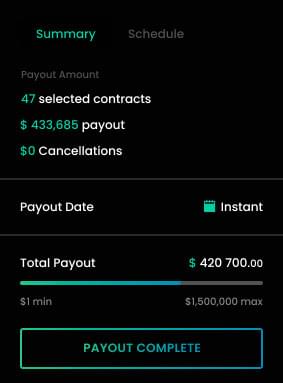 Summary Schedule
Payout Amount
47 selected contracts
$ 433,685 payout
$0 Cancellations
Payout Date Instant
Total Payout $ 420 700.00
$1 min $1,500,000 max
PAYOUT COMPLETE